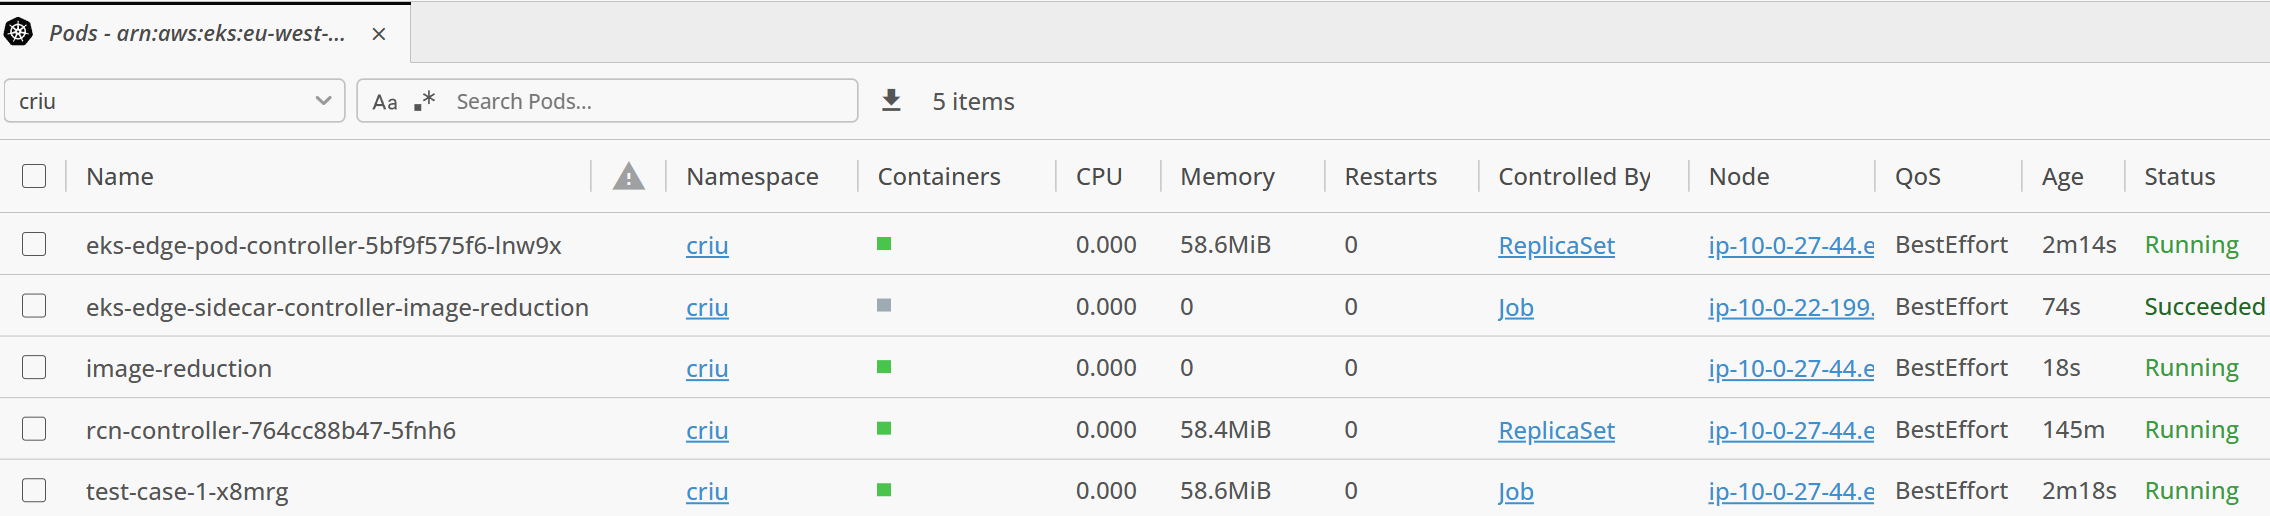 Pods - arn:aws:eks:eu-west-... ×
criu Aa .* Search Pods... 5 items
Name Namespace Containers CPU Memory Restarts Controlled By Node QoS Age Status
eks-edge-pod-controller-5bf9f575f6-lnw9x criu 0.000 58.6MiB 0 ReplicaSet ip-10-0-27-44.e BestEffort 2m14s Running
eks-edge-sidecar-controller-image-reduction criu 0.000 0 0 Job ip-10-0-22-199. BestEffort 74s Succeeded
image-reduction criu 0.000 0 0 ip-10-0-27-44.e BestEffort 18s Running
rcn-controller-764cc88b47-5fnh6 criu 0.000 58.4MiB 0 ReplicaSet ip-10-0-27-44.e BestEffort 145m Running
test-case-1-x8mrg criu 0.000 58.6MiB 0 Job ip-10-0-27-44.e BestEffort 2m18s Running